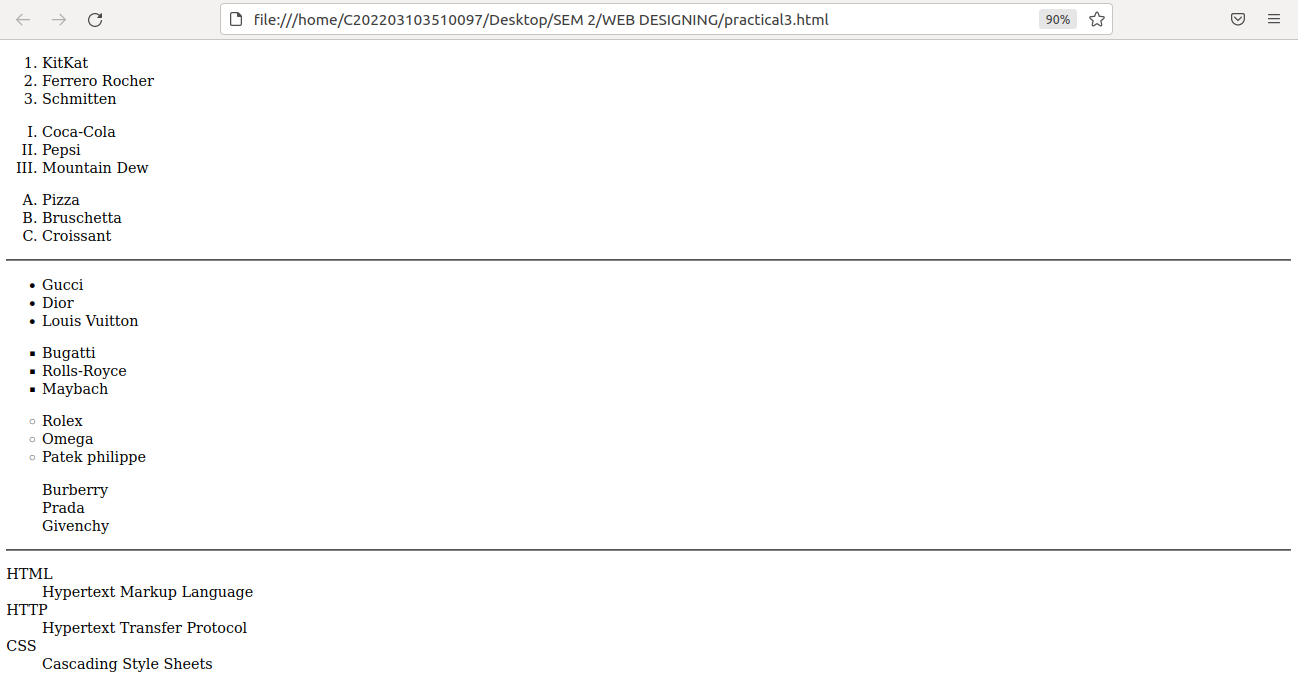 file:///home/C202203103510097/Desktop/SEM 2/WEB DESIGNING/practical3.html 90%
1. KitKat
2. Ferrero Rocher
3. Schmitten
I. Coca-Cola
II. Pepsi
III. Mountain Dew
A. Pizza
B. Bruschetta
C. Croissant
• Gucci
• Dior
• Louis Vuitton
▪ Bugatti
▪ Rolls-Royce
▪ Maybach
○ Rolex
○ Omega
○ Patek philippe
Burberry
Prada
Givenchy
HTML
Hypertext Markup Language
HTTP
Hypertext Transfer Protocol
CSS
Cascading Style Sheets